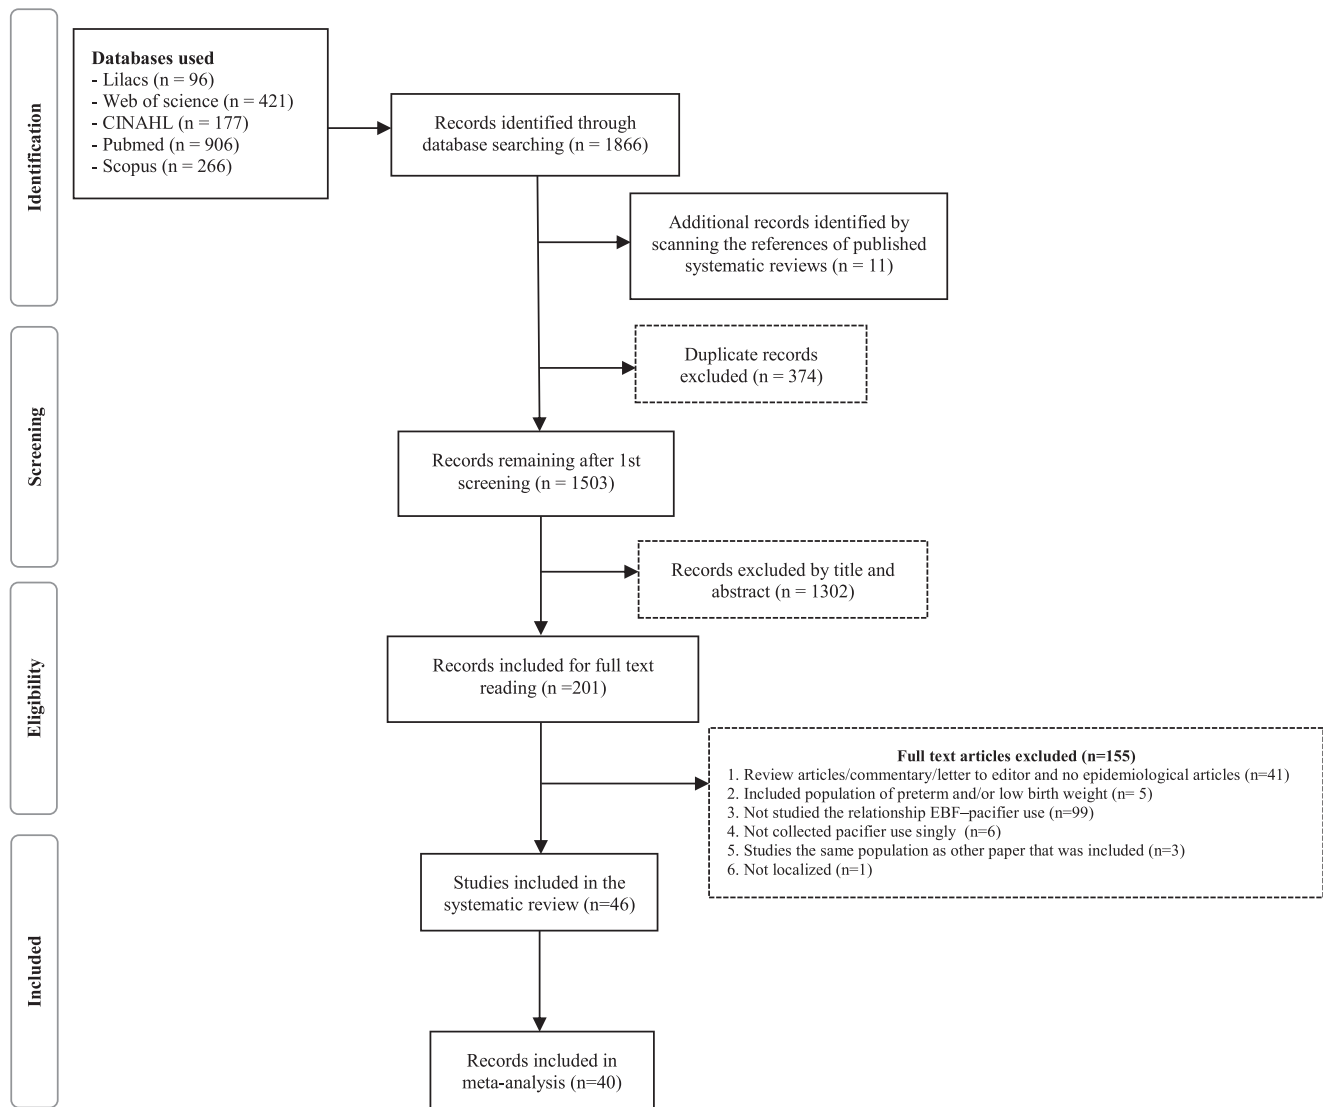 Identification
Databases used
- Lilacs (n = 96)
- Web of science (n = 421)
- CINAHL (n = 177)
- Pubmed (n = 906)
- Scopus (n = 266)
Records identified through
database searching (n = 1866)
Additional records identified by
scanning the references of published
systematic reviews (n = 11)
Screening
Duplicate records
excluded (n = 374)
Records remaining after 1st
screening (n = 1503)
Records excluded by title and
abstract (n = 1302)
Eligibility
Records included for full text
reading (n =201)
Full text articles excluded (n=155)
1. Review articles/commentary/letter to editor and no epidemiological articles (n=41)
2. Included population of preterm and/or low birth weight (n= 5)
3. Not studied the relationship EBF–pacifier use (n=99)
4. Not collected pacifier use singly (n=6)
5. Studies the same population as other paper that was included (n=3)
6. Not localized (n=1)
Included
Studies included in the
systematic review (n=46)
Records included in
meta-analysis (n=40)